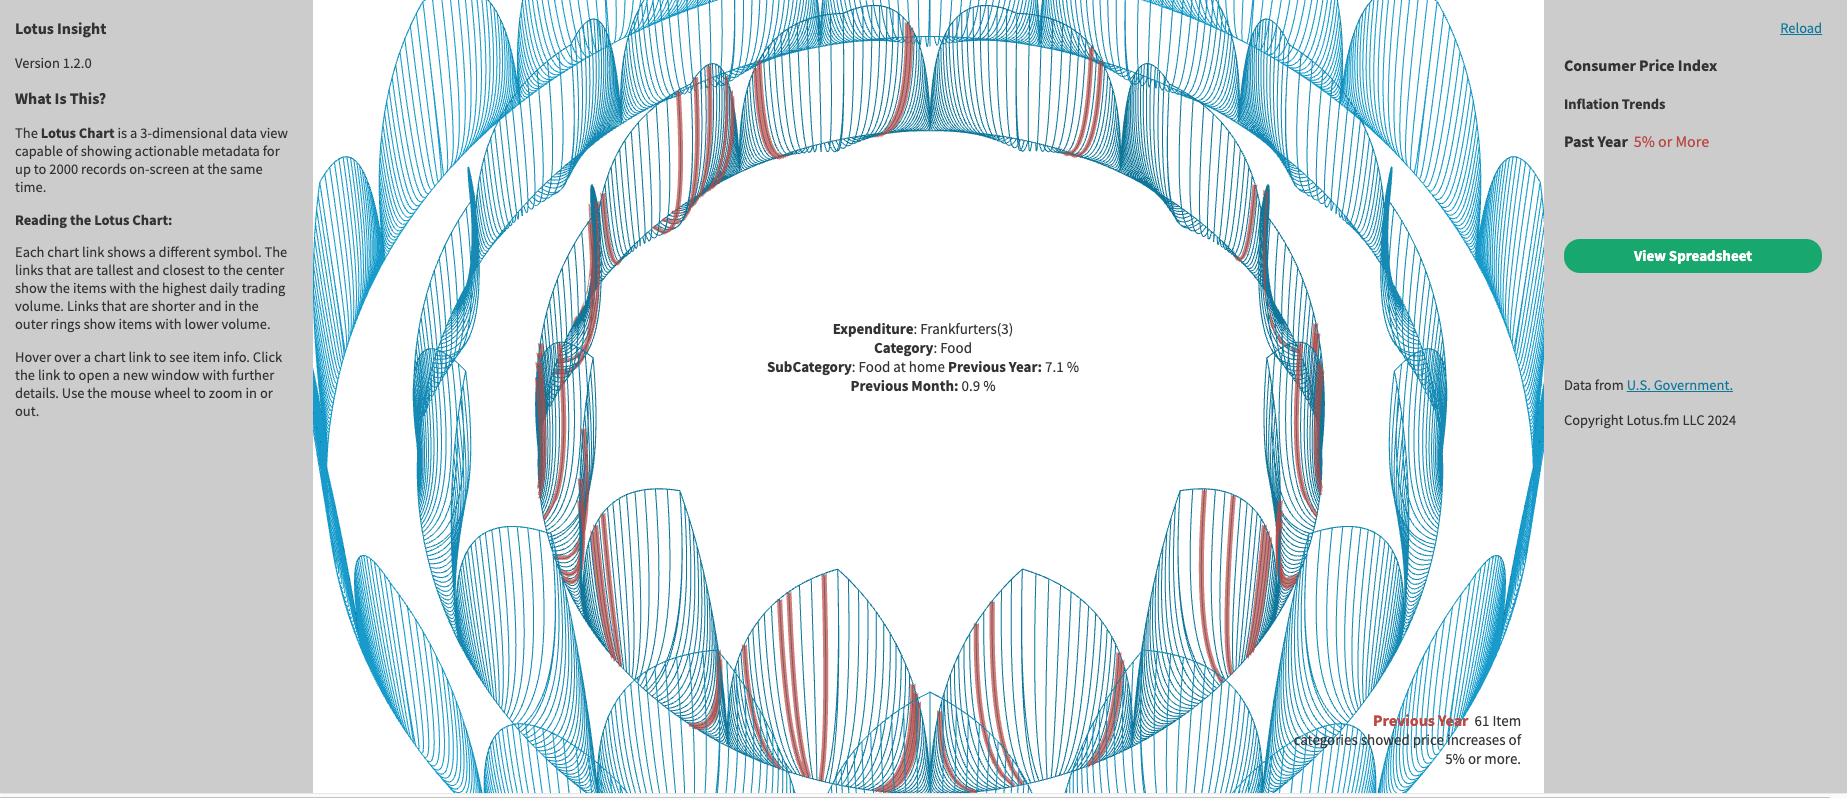 Lotus Insight
Version 1.2.0
What Is This?
The Lotus Chart is a 3-dimensional data view
capable of showing actionable metadata for
up to 2000 records on-screen at the same
time.
Reading the Lotus Chart:
Each chart link shows a different symbol. The
links that are tallest and closest to the center
show the items with the highest daily trading
volume. Links that are shorter and in the
outer rings show items with lower volume.
Hover over a chart link to see item info. Click
the link to open a new window with further
details. Use the mouse wheel to zoom in or
out.
Expenditure: Frankfurters(3)
Category: Food
SubCategory: Food at home Previous Year: 7.1 %
Previous Month: 0.9 %
Previous Year 61 Item
categories showed price increases of
5% or more.
Reload
Consumer Price Index
Inflation Trends
Past Year 5% or More
View Spreadsheet
Data from U.S. Government.
Copyright Lotus.fm LLC 2024